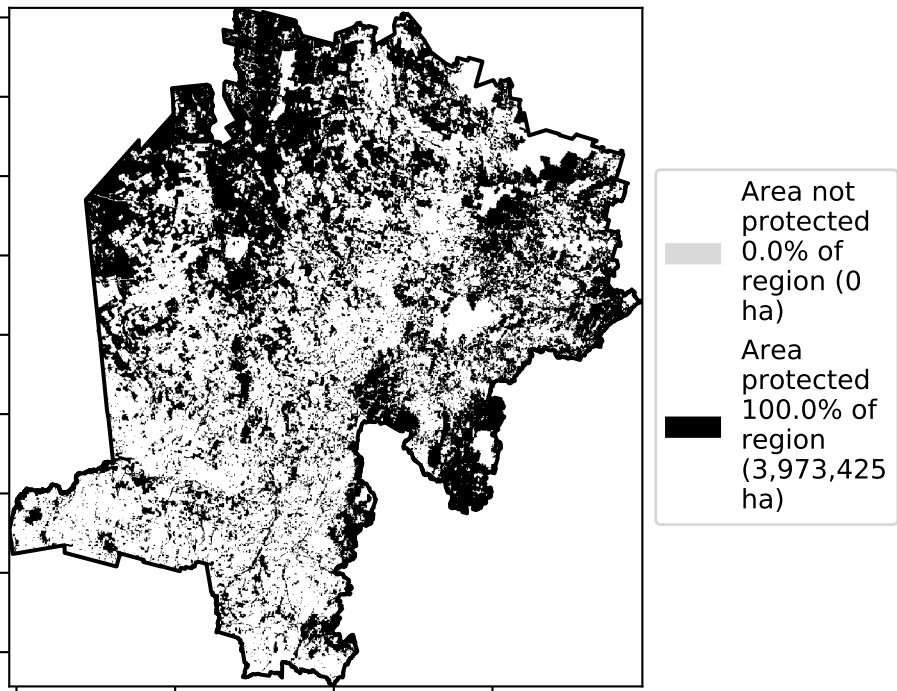 Area not
protected
0.0% of
region (0
ha)
Area
protected
100.0% of
region
(3,973,425
ha)